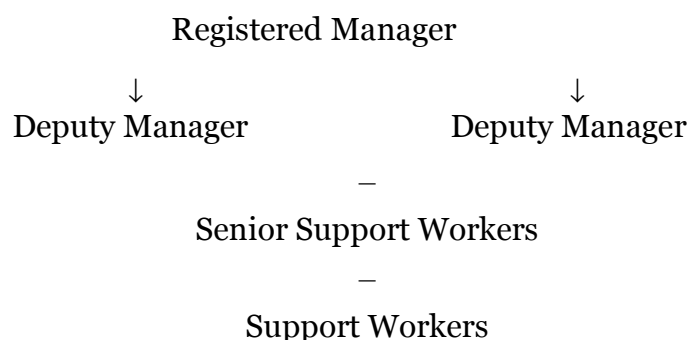 Registered Manager
↓ ↓
Deputy Manager Deputy Manager
–
Senior Support Workers
–
Support Workers